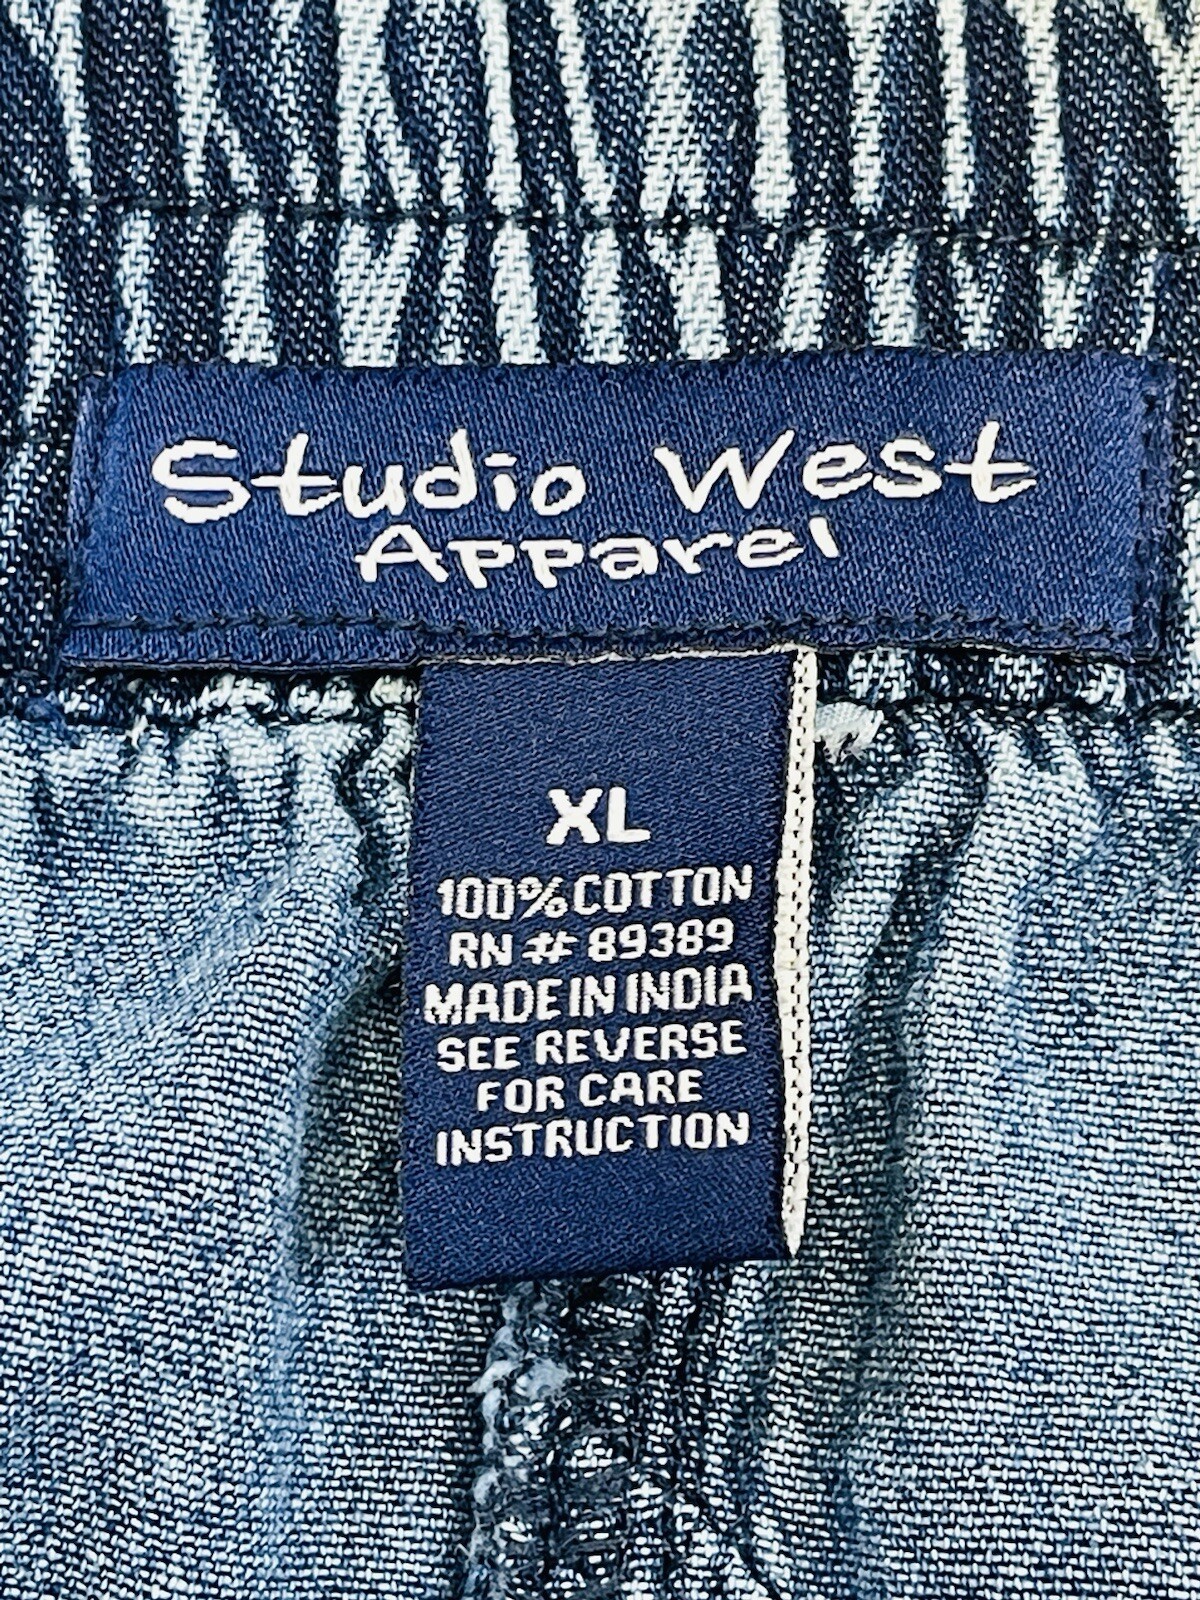 Studio West
Apparel
XL
100% COTTON
RN # 89389
MADE IN INDIA
SEE REVERSE
FOR CARE
INSTRUCTION